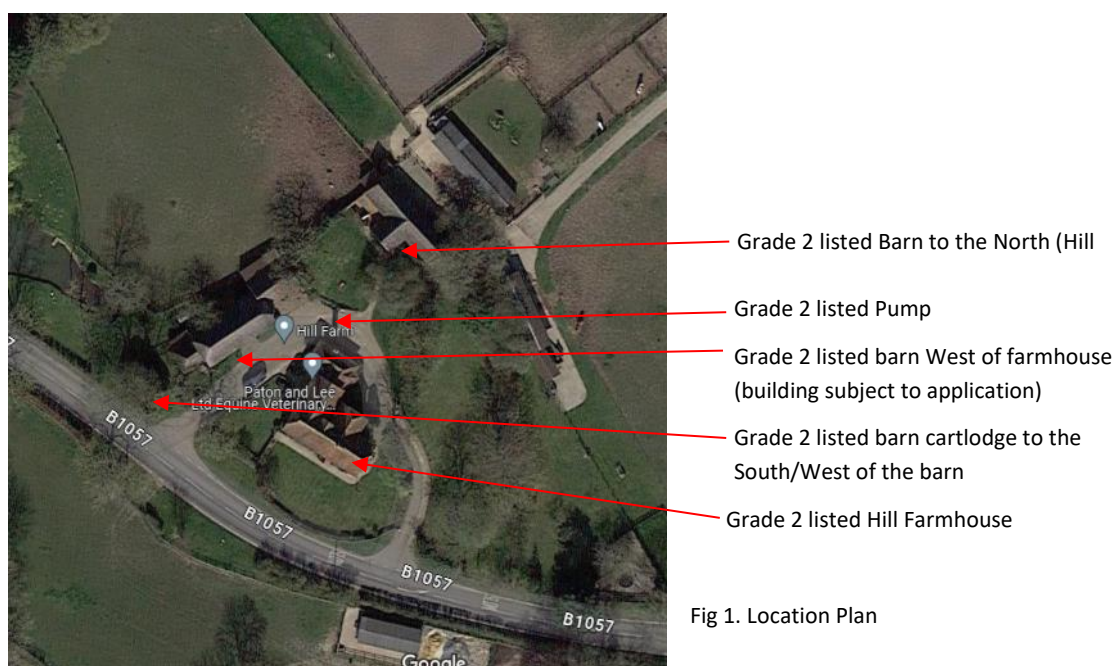 Grade 2 listed Barn to the North (Hill
Grade 2 listed Pump
Hill Farm
Grade 2 listed barn West of farmhouse
(building subject to application)
Paton and Lee
Ltd Equine Veterinary...
Grade 2 listed barn cartlodge to the
South/West of the barn
B1057
Grade 2 listed Hill Farmhouse
B1057
B1057
B1057
Fig 1. Location Plan
Google